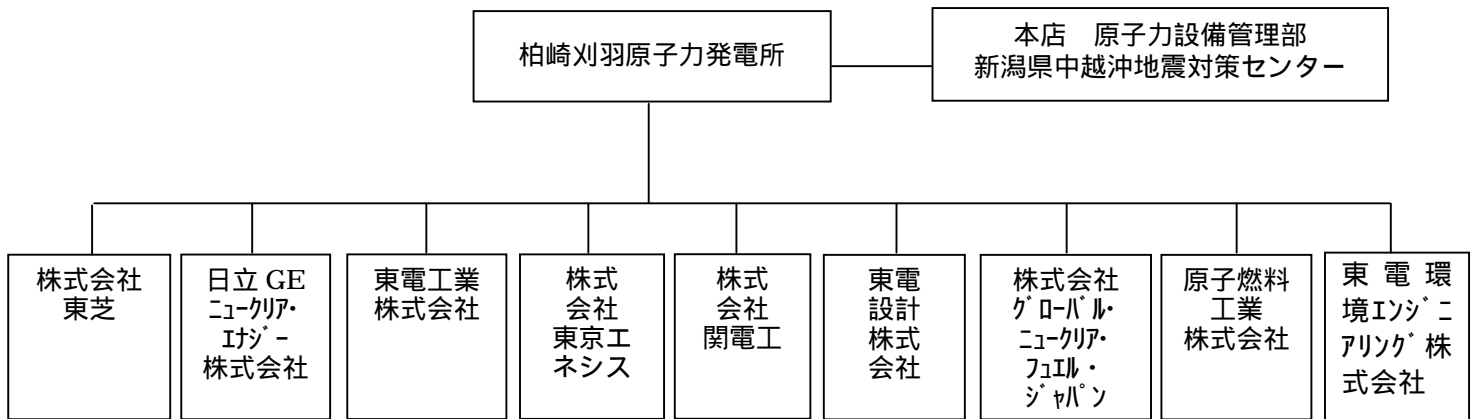 柏崎刈羽原子力発電所
本店　原子力設備管理部
新潟県中越沖地震対策センター
株式会社
東芝
日立 GE
ﾆｭｰｸﾘｱ･
ｴﾅｼﾞｰ
株式会社
東電工業
株式会社
株式
会社
東京エ
ネシス
株式
会社
関電工
東電
設計
株式
会社
株式会社
ｸﾞﾛｰﾊﾞﾙ･
ﾆｭｰｸﾘｱ･
ﾌｭｴﾙ・
ｼﾞｬﾊﾟﾝ
原子燃料
工業
株式会社
東電環
境ｴﾝｼﾞﾆ
ｱﾘﾝｸﾞ株
式会社